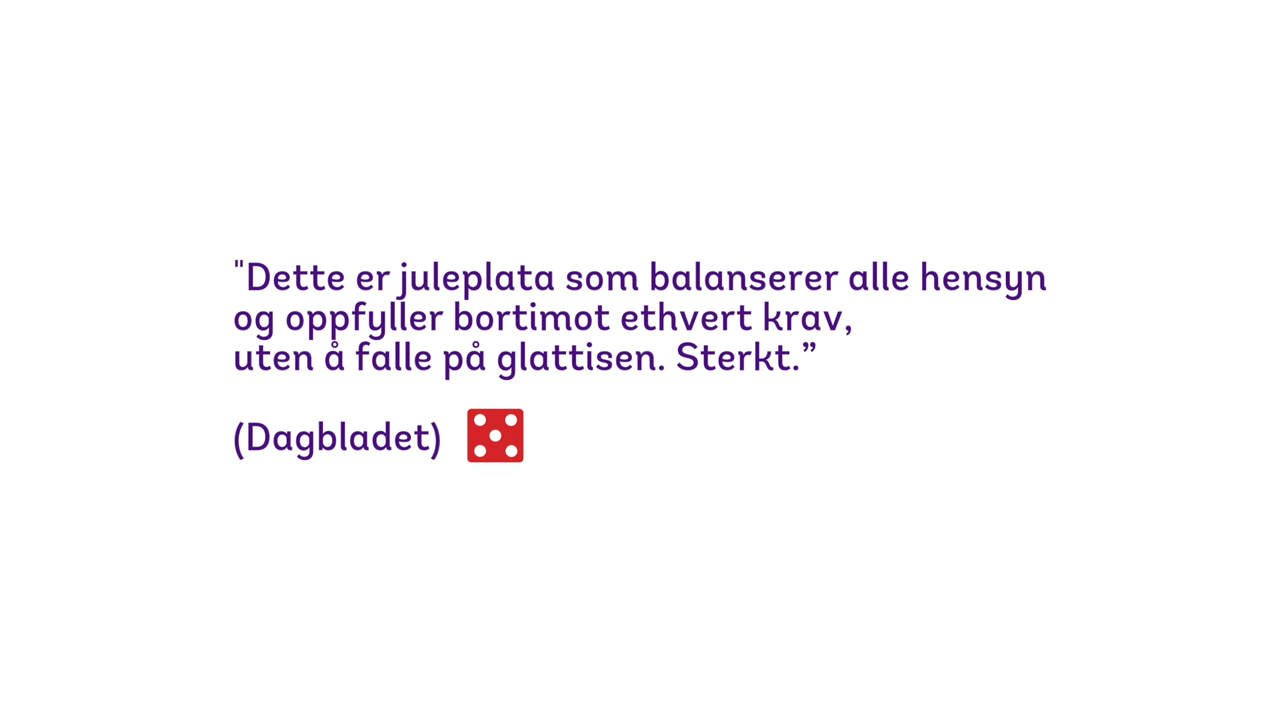 "Dette er juleplata som balanserer alle hensyn
og oppfyller bortimot ethvert krav,
uten å falle på glattisen. Sterkt.”
(Dagbladet)